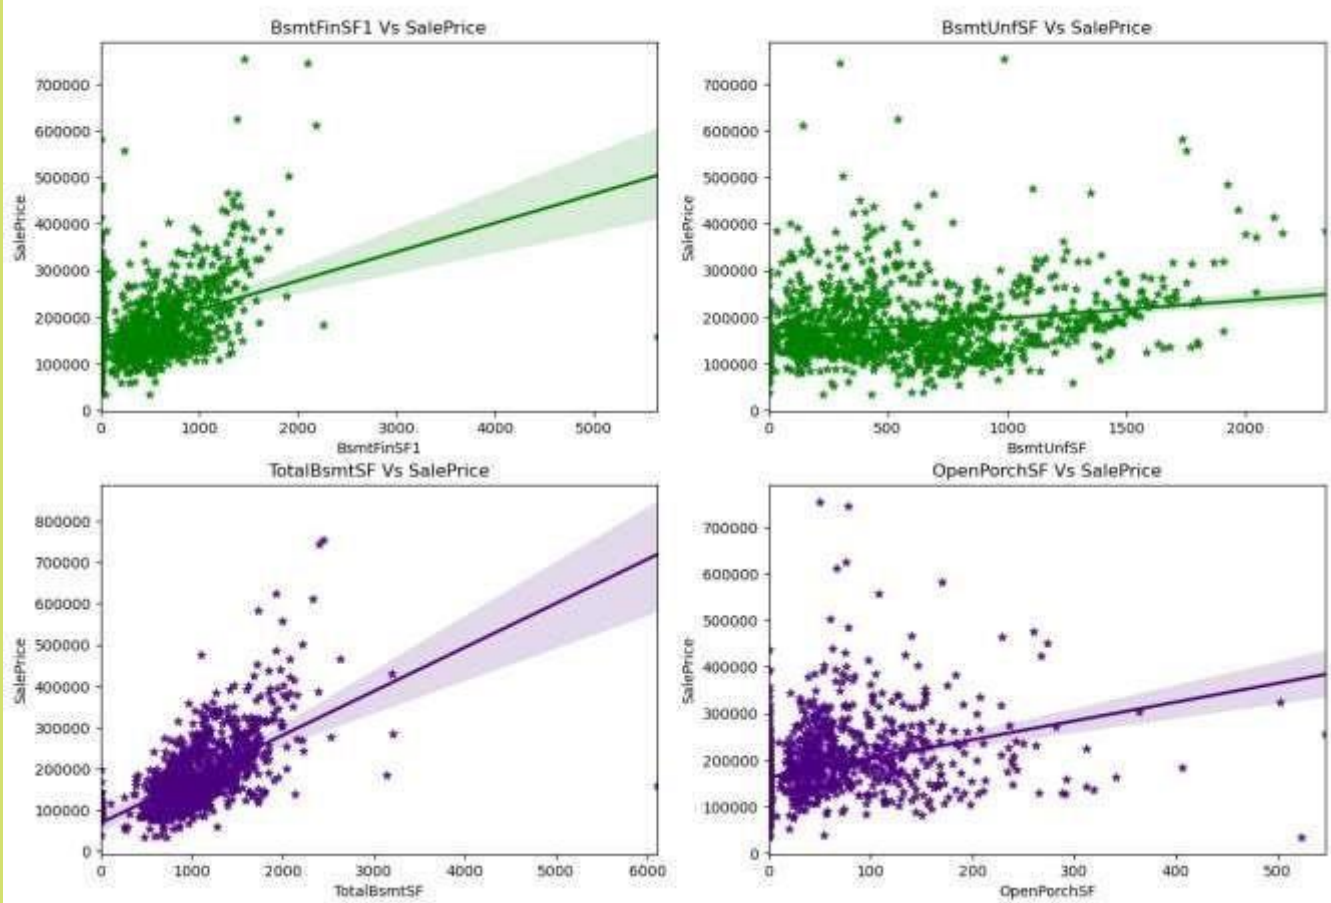 BsmtFinSF1 Vs SalePrice
700000
600000
500000
400000
300000
200000
100000
0
SalePrice
0 1000 2000 3000 4000 5000
BsmtFinSF1
BsmtUnfSF Vs SalePrice
700000
600000
500000
400000
300000
200000
100000
0
SalePrice
0 500 1000 1500 2000
BsmtUnfSF
TotalBsmtSF Vs SalePrice
800000
700000
600000
500000
400000
300000
200000
100000
0
SalePrice
0 1000 2000 3000 4000 5000 6000
TotalBsmtSF
OpenPorchSF Vs SalePrice
700000
600000
500000
400000
300000
200000
100000
0
SalePrice
0 100 200 300 400 500
OpenPorchSF